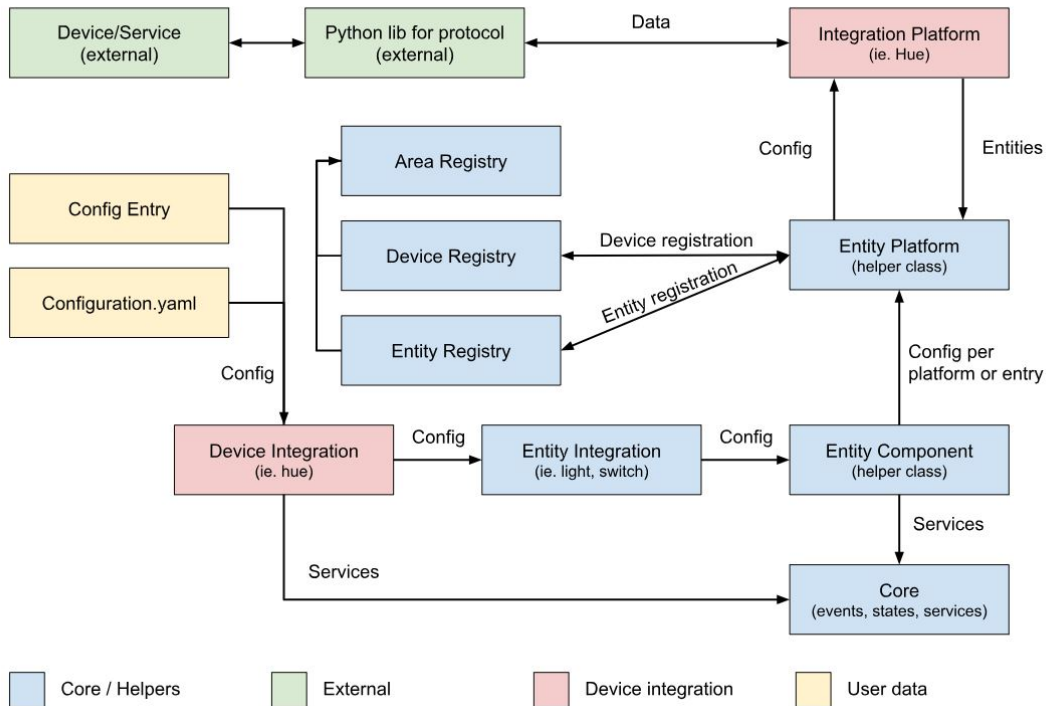 Device/Service
(external)
Python lib for protocol
(external)
Data
Integration Platform
(ie. Hue)
Area Registry
Config
Entities
Config Entry
Device Registry
Device registration
Entity Platform
(helper class)
Configuration.yaml
Entity registration
Entity Registry
Config
Config per
platform or entry
Device Integration
(ie. hue)
Config
Entity Integration
(ie. light, switch)
Config
Entity Component
(helper class)
Services
Services
Core
(events, states, services)
Core / Helpers
External
Device integration
User data